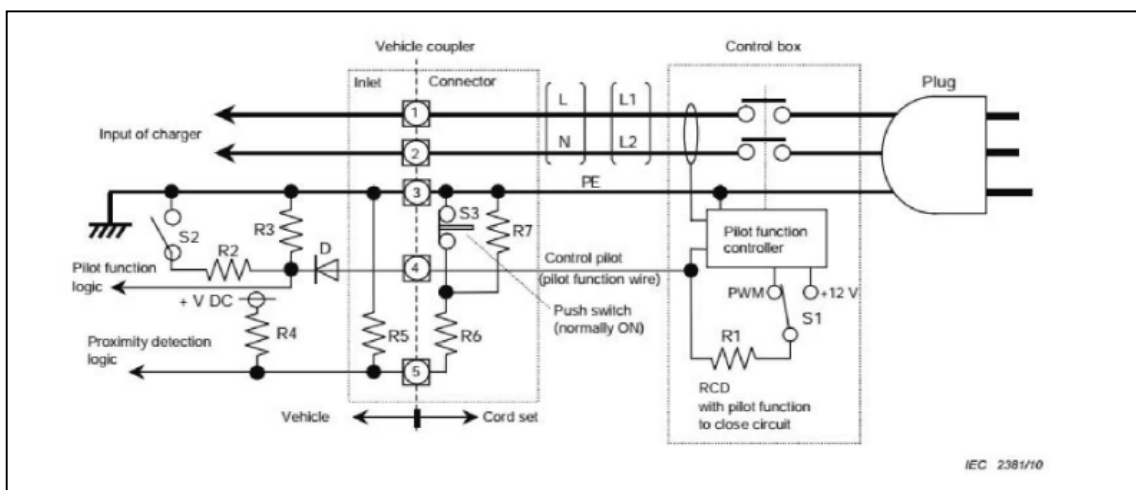 Vehicle coupler
Control box
Inlet
Connector
Plug
1
L
L1
Input of charger
2
N
L2
3
PE
S2
R3
S3
R7
R2
D
Pilot function
controller
Pilot function
logic
4
Control pilot
(pilot function wire)
+ V DC
PWM
+12 V
Push switch
(normally ON)
S1
R4
R5
R6
R1
Proximity detection
logic
5
RCD
with pilot function
to close circuit
Vehicle
Cord set
IEC 2381/10